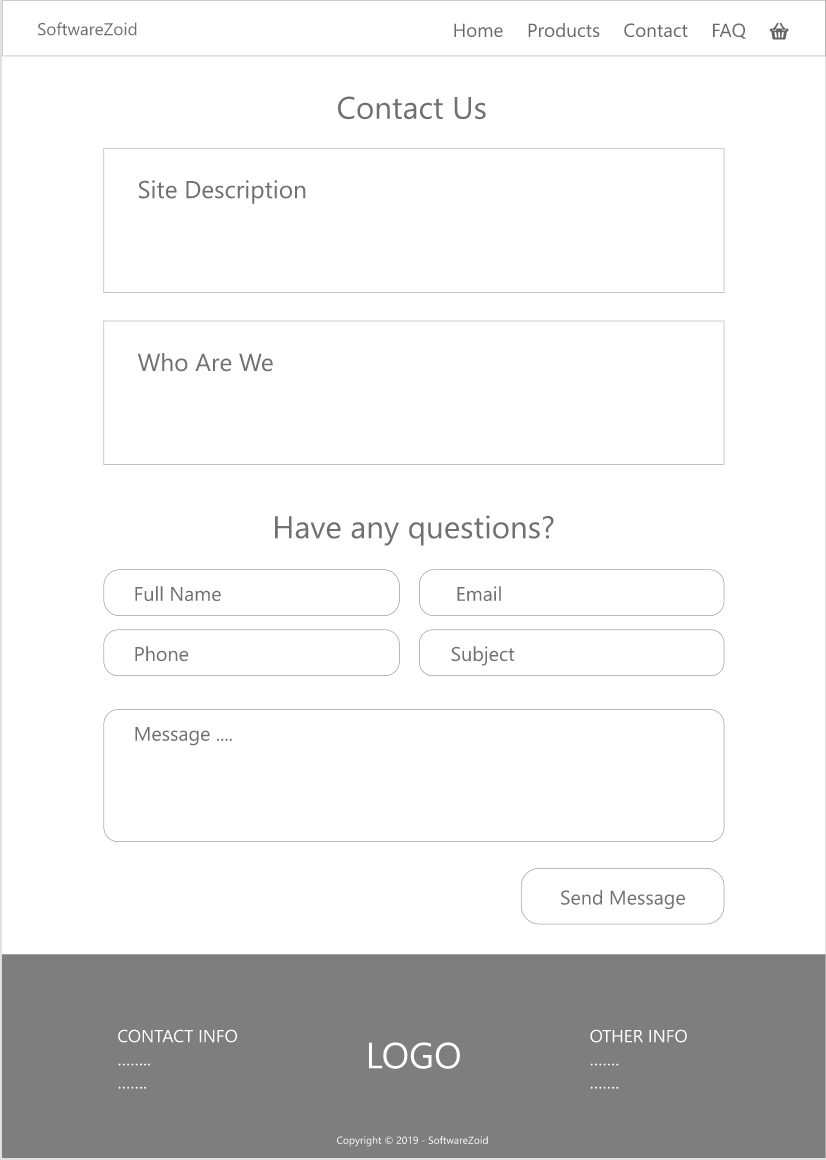 SoftwareZoid
Home Products Contact FAQ
Contact Us
Site Description
Who Are We
Have any questions?
Full Name
Email
Phone
Subject
Message ....
Send Message
CONTACT INFO
........
.......
LOGO
OTHER INFO
.......
.......
Copyright © 2019 - SoftwareZoid